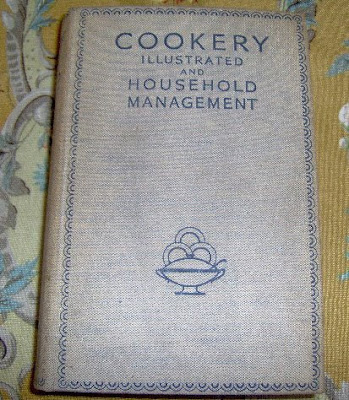 COOKERY
ILLUSTRATED
AND
HOUSEHOLD
MANAGEMENT